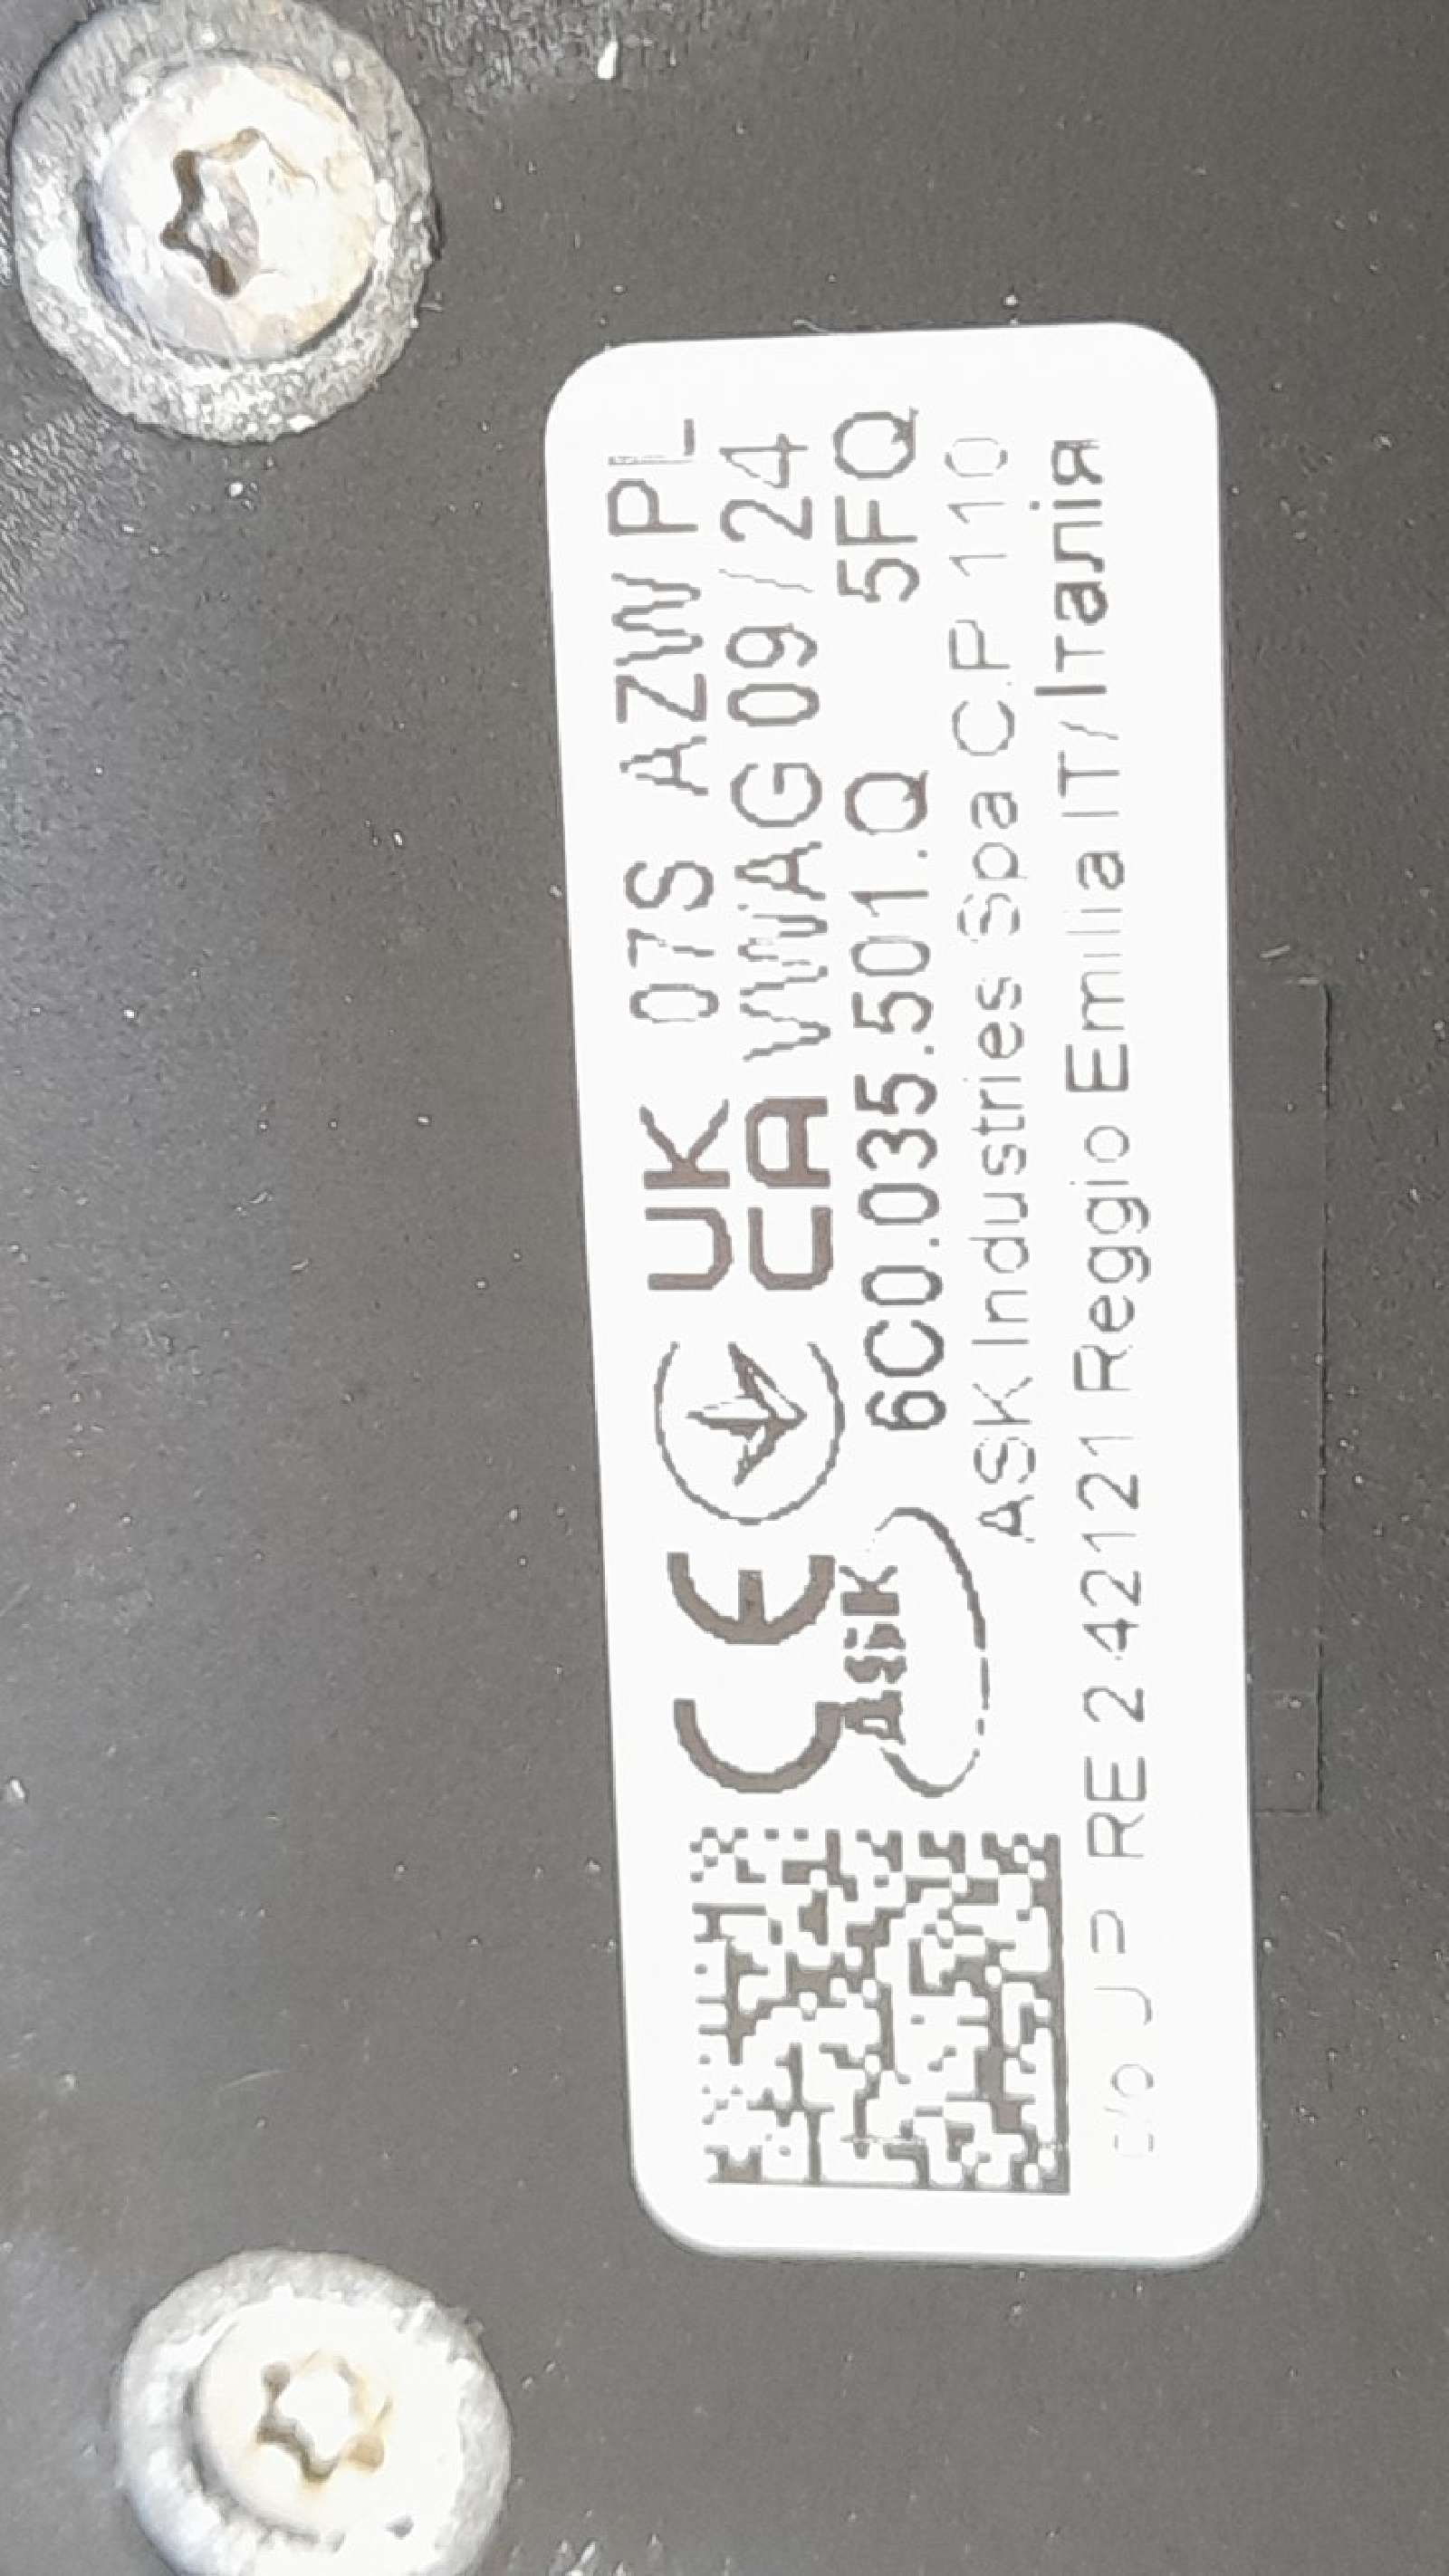 UK 07S AZW PL
CA VWAG 09/24
ASK 6C0.035.501.Q 5FQ
ASK Industries Spa C.P 110
c/o J P RE 2 42121 Reggio Emilia IT/Італія